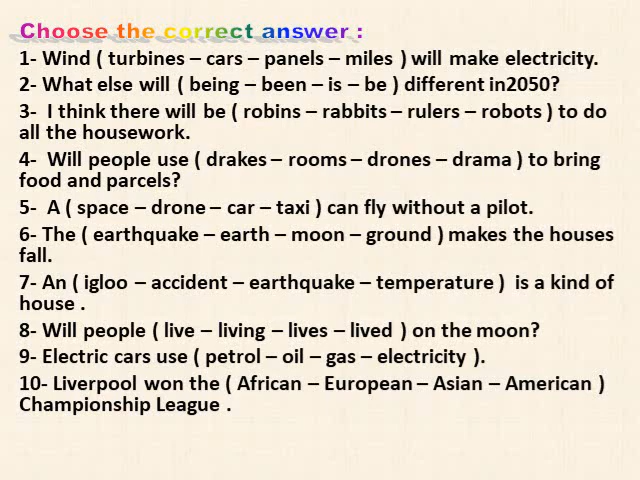 Choose the correct answer :
1- Wind ( turbines – cars – panels – miles ) will make electricity.
2- What else will ( being – been – is – be ) different in2050?
3-  I think there will be ( robins – rabbits – rulers – robots ) to do
all the housework.
4-  Will people use ( drakes – rooms – drones – drama ) to bring
food and parcels?
5-  A ( space – drone – car – taxi ) can fly without a pilot.
6- The ( earthquake – earth – moon – ground ) makes the houses
fall.
7- An ( igloo – accident – earthquake – temperature )  is a kind of
house .
8- Will people ( live – living – lives – lived ) on the moon?
9- Electric cars use ( petrol – oil – gas – electricity ).
10- Liverpool won the ( African – European – Asian – American )
Championship League .